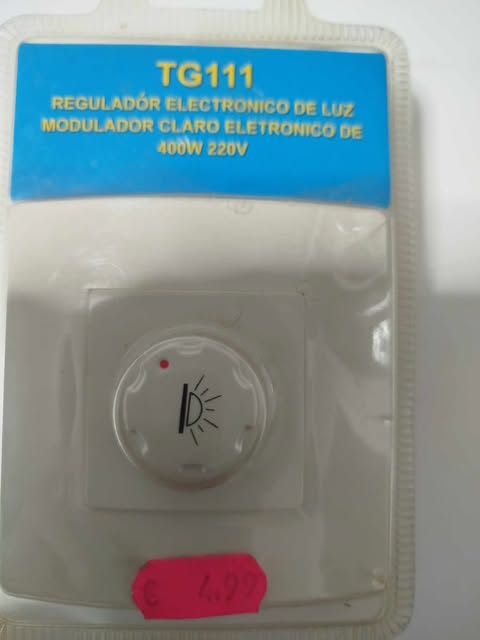 TG111
REGULADÓR ELECTRONICO DE LUZ
MODULADOR CLARO ELETRONICO DE
400W 220V
€ 4.99